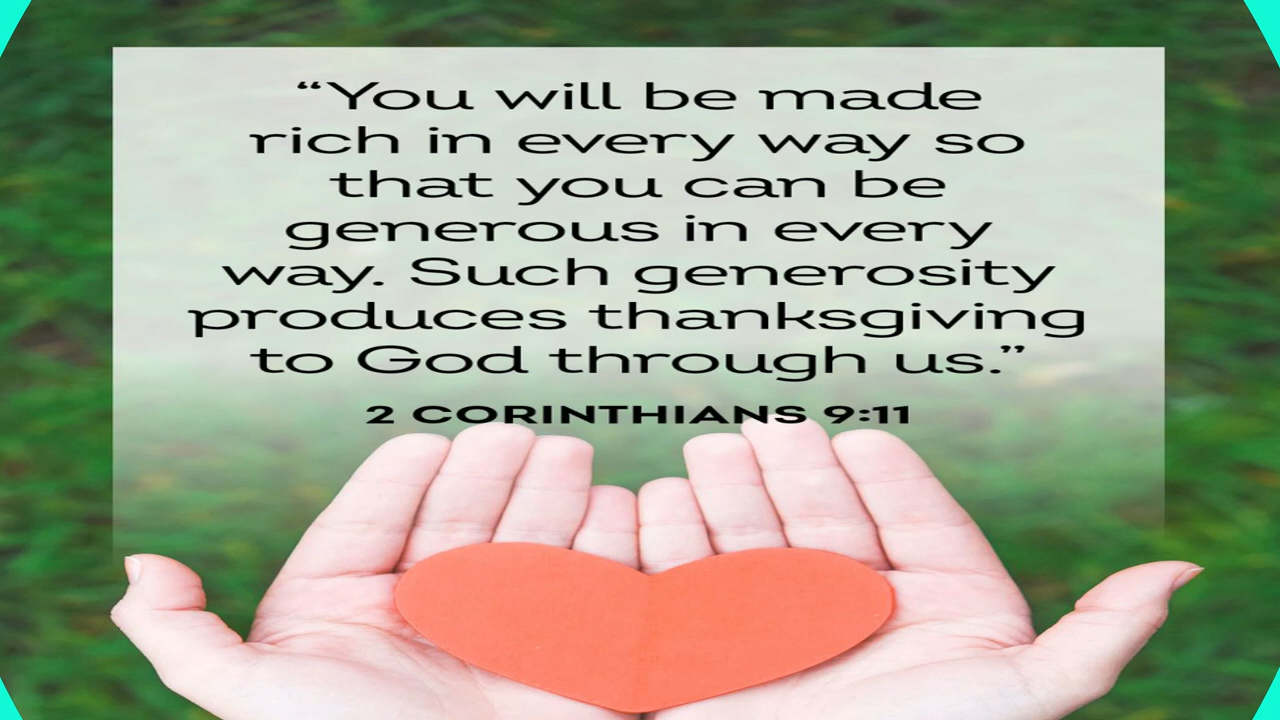 “You will be made
rich in every way so
that you can be
generous in every
way. Such generosity
produces thanksgiving
to God through us.”
2 CORINTHIANS 9:11